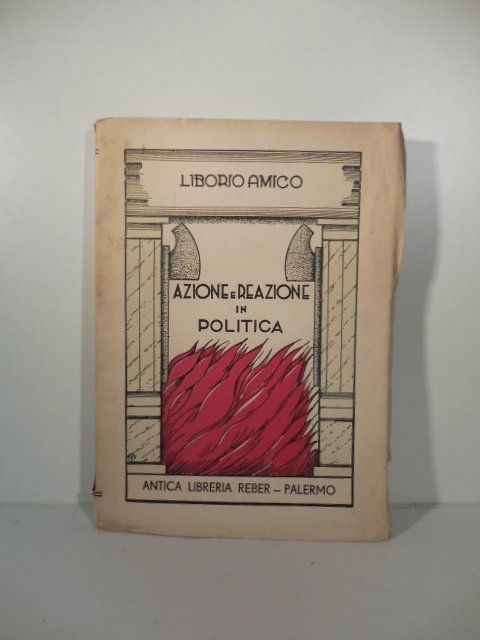 LIBORIO AMICO
AZIONE E REAZIONE
IN
POLITICA
ANTICA LIBRERIA REBER - PALERMO